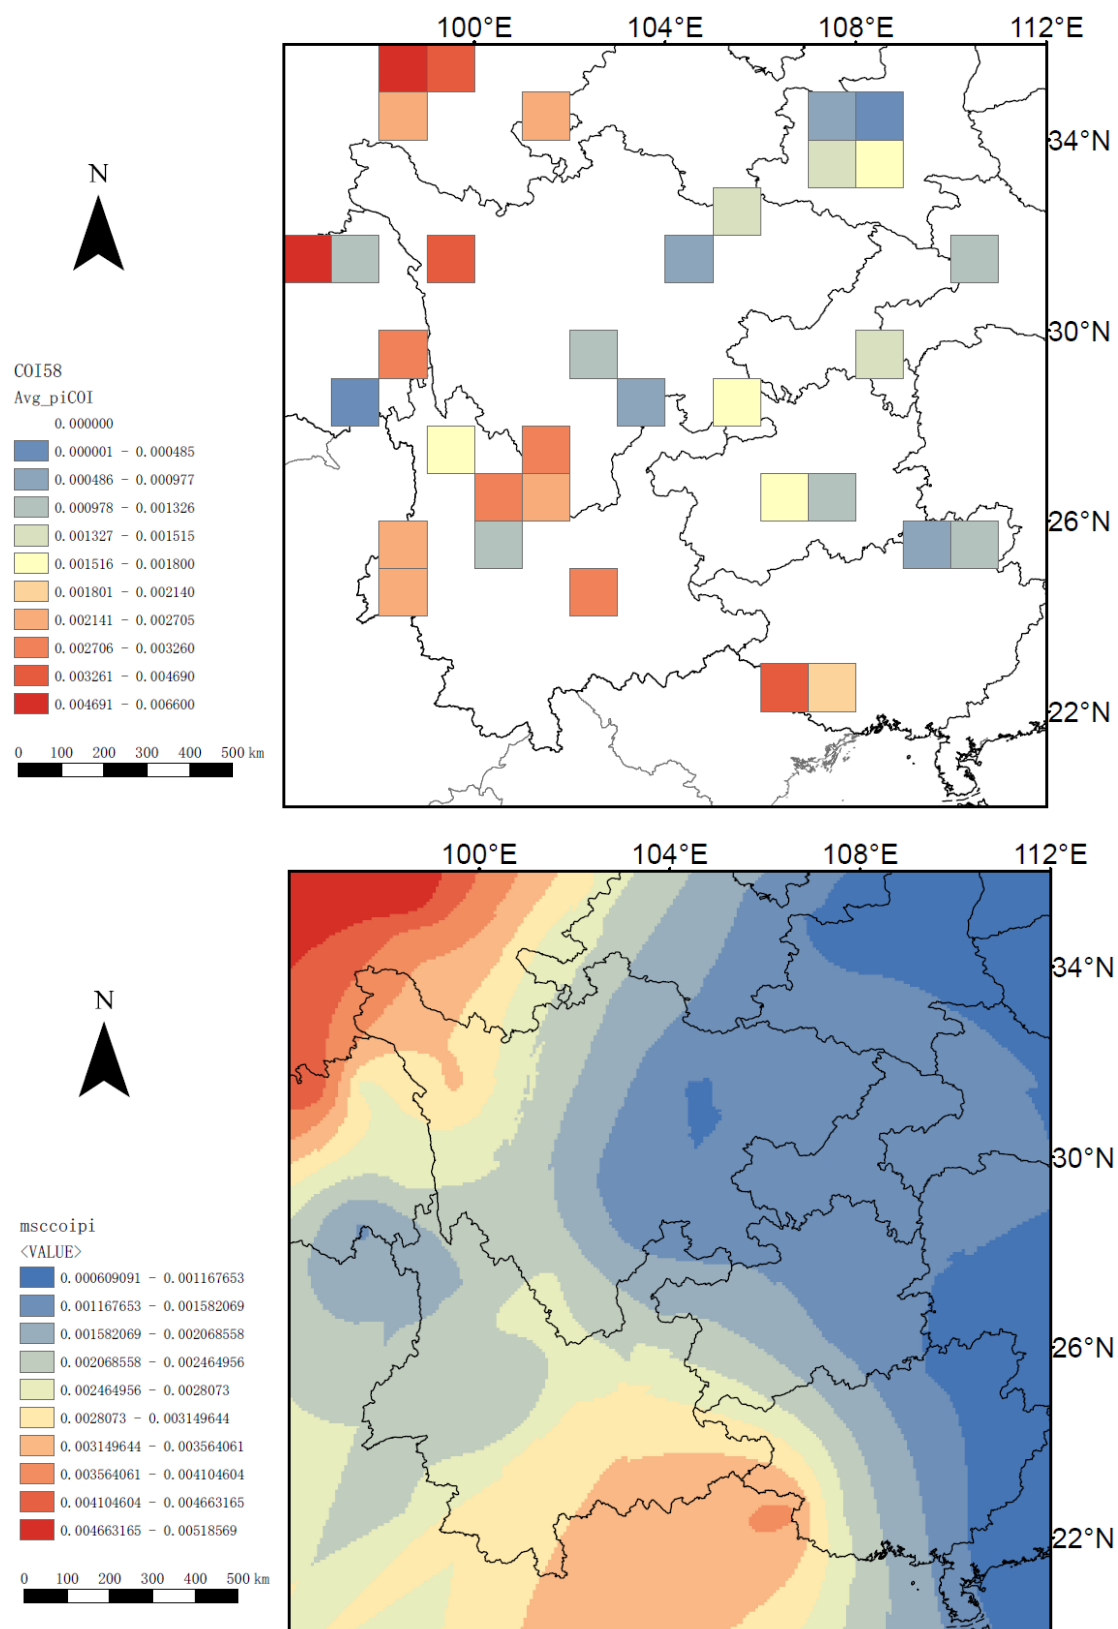 100°E 104°E 108°E 112°E
N
34°N
30°N
COI58
Avg_piCOI
0.000000
0.000001 - 0.000485
0.000486 - 0.000977
0.000978 - 0.001326
0.001327 - 0.001515
0.001516 - 0.001800
0.001801 - 0.002140
0.002141 - 0.002705
0.002706 - 0.003260
0.003261 - 0.004690
0.004691 - 0.006600
26°N
22°N
0 100 200 300 400 500 km
100°E 104°E 108°E 112°E
N
34°N
30°N
msccoipi
<VALUE>
0.000609091 - 0.001167653
0.001167653 - 0.001582069
0.001582069 - 0.002068558
0.002068558 - 0.002464956
0.002464956 - 0.0028073
0.0028073 - 0.003149644
0.003149644 - 0.003564061
0.003564061 - 0.004104604
0.004104604 - 0.004663165
0.004663165 - 0.00518569
26°N
22°N
0 100 200 300 400 500 km